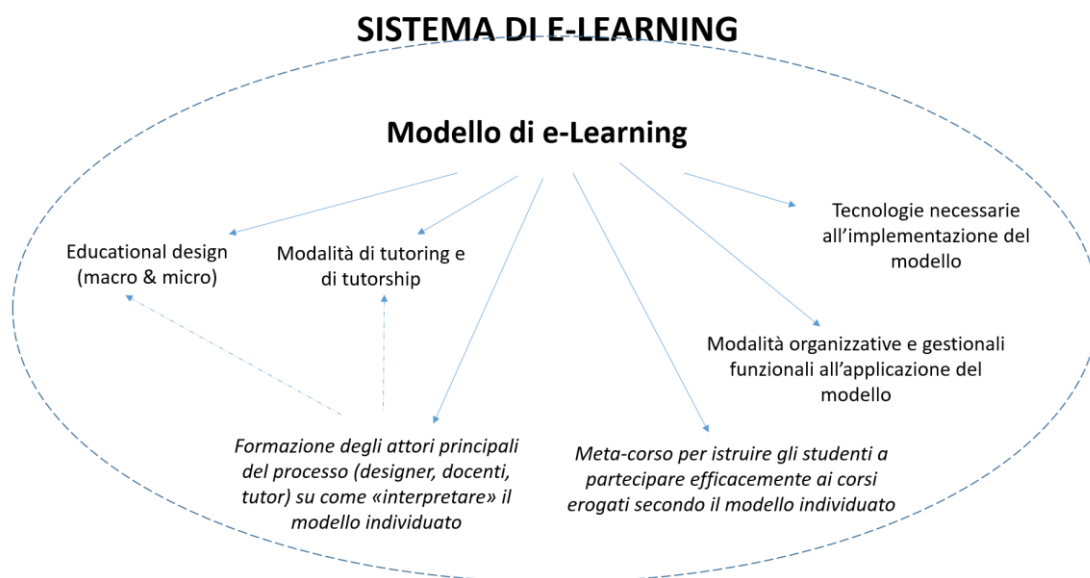 SISTEMA DI E-LEARNING
Modello di e-Learning
Tecnologie necessarie
all’implementazione del
modello
Educational design
(macro & micro)
Modalità di tutoring e
di tutorship
Modalità organizzative e gestionali
funzionali all’applicazione del
modello
Formazione degli attori principali
del processo (designer, docenti,
tutor) su come «interpretare» il
modello individuato
Meta-corso per istruire gli studenti a
partecipare efficacemente ai corsi
erogati secondo il modello individuato